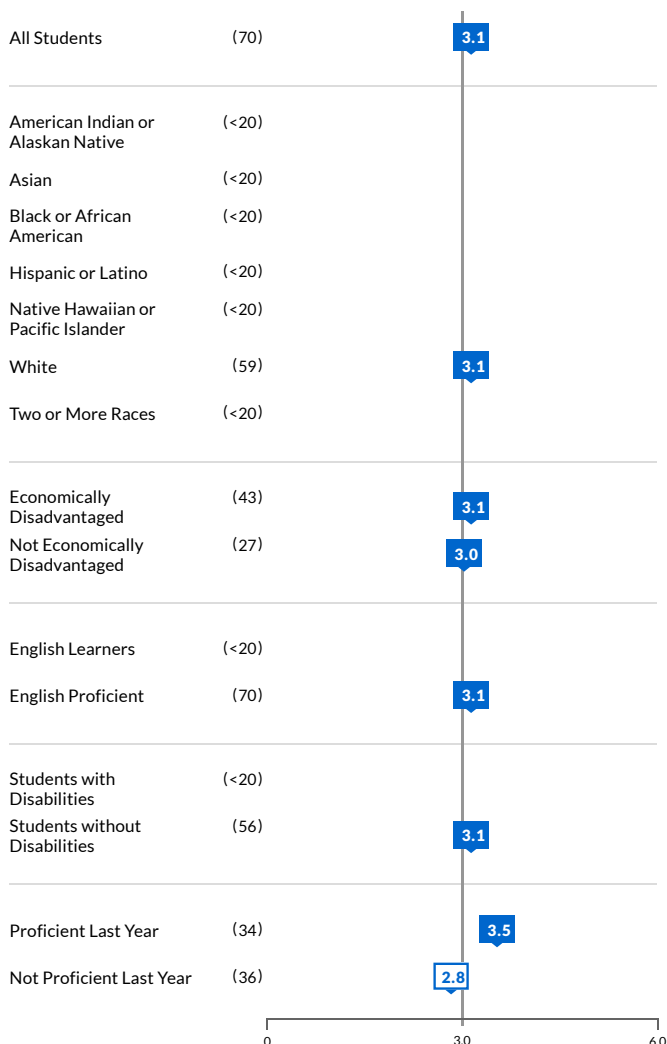 All Students (70) 3.1
American Indian or (<20)
Alaskan Native
Asian (<20)
Black or African (<20)
American
Hispanic or Latino (<20)
Native Hawaiian or (<20)
Pacific Islander
White (59) 3.1
Two or More Races (<20)
Economically (43) 3.1
Disadvantaged
Not Economically (27) 3.0
Disadvantaged
English Learners (<20)
English Proficient (70) 3.1
Students with (<20)
Disabilities
Students without (56) 3.1
Disabilities
Proficient Last Year (34) 3.5
Not Proficient Last Year (36) 2.8
0 3.0 6.0